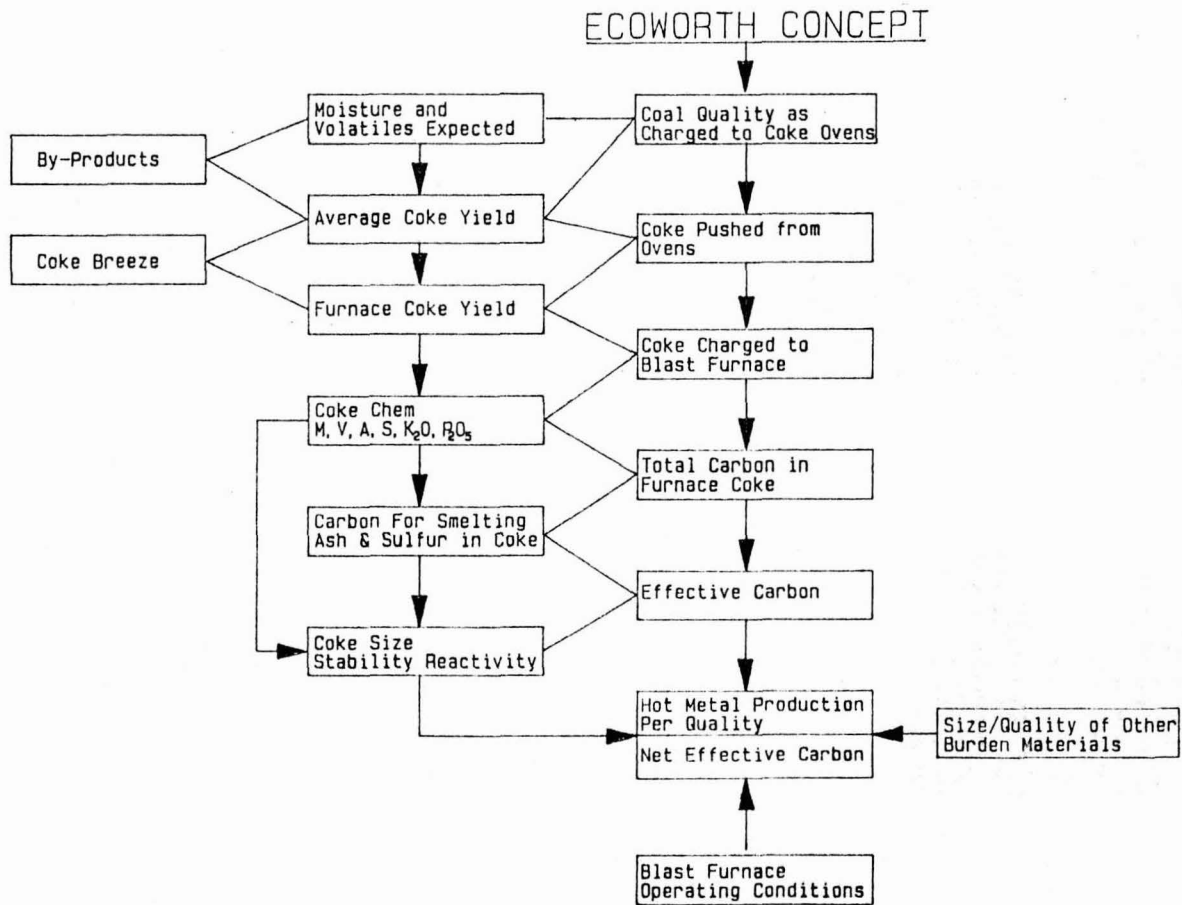 ECOWORTH CONCEPT
Moisture and
Volatiles Expected
Coal Quality as
Charged to Coke Ovens
By-Products
Average Coke Yield
Coke Pushed from
Ovens
Coke Breeze
Furnace Coke Yield
Coke Charged to
Blast Furnace
Coke Chem
M, V, A, S, K₂O, P₂O₅
Total Carbon in
Furnace Coke
Carbon For Smelting
Ash & Sulfur in Coke
Effective Carbon
Coke Size
Stability Reactivity
Hot Metal Production
Per Quality
Net Effective Carbon
Size/Quality of Other
Burden Materials
Blast Furnace
Operating Conditions